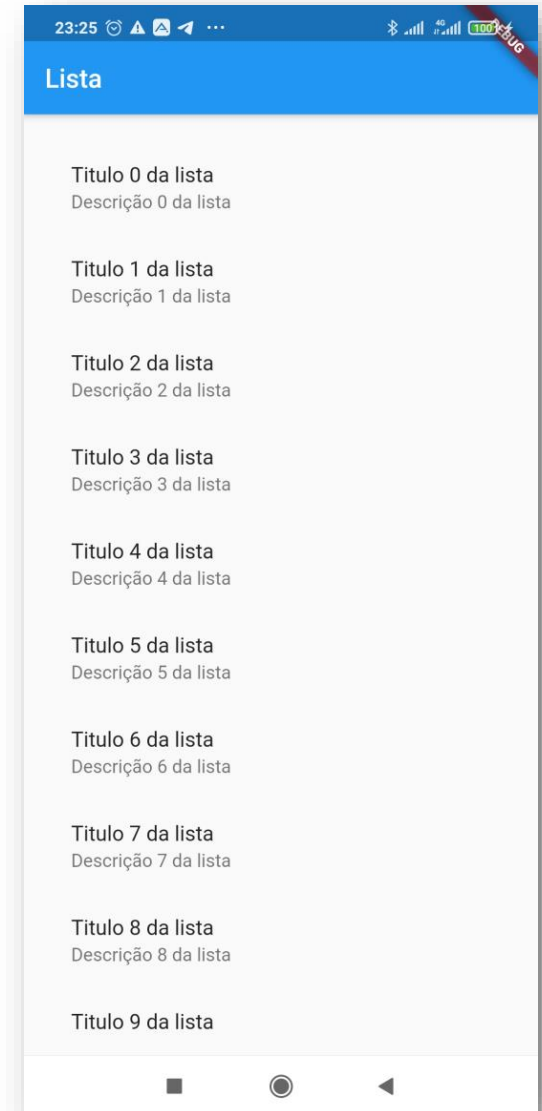 23:25
4G
100
DEBUG
Lista
Titulo 0 da lista
Descrição 0 da lista
Titulo 1 da lista
Descrição 1 da lista
Titulo 2 da lista
Descrição 2 da lista
Titulo 3 da lista
Descrição 3 da lista
Titulo 4 da lista
Descrição 4 da lista
Titulo 5 da lista
Descrição 5 da lista
Titulo 6 da lista
Descrição 6 da lista
Titulo 7 da lista
Descrição 7 da lista
Titulo 8 da lista
Descrição 8 da lista
Titulo 9 da lista